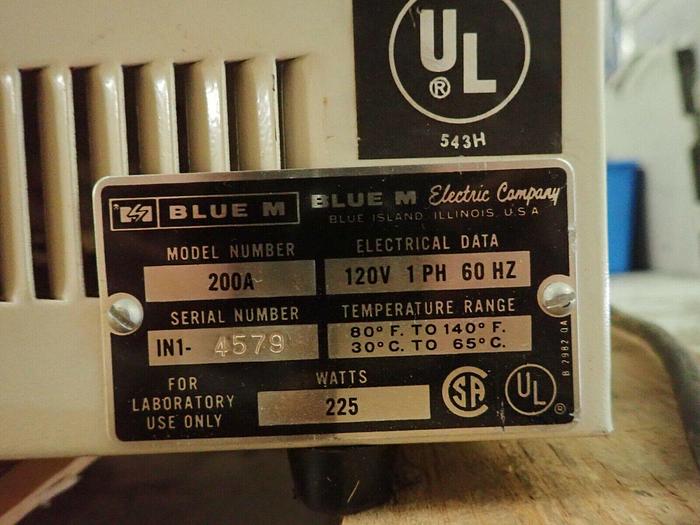 UL
®
543H
BLUE M
BLUE M Electric Company
BLUE ISLAND, ILLINOIS, U.S.A
MODEL NUMBER
200A
ELECTRICAL DATA
120V 1 PH 60 HZ
SERIAL NUMBER
IN1- 4579
TEMPERATURE RANGE
80° F. TO 140° F.
30° C. TO 65° C.
FOR
LABORATORY
USE ONLY
WATTS
225
SA
UL
®
B 2982 0A